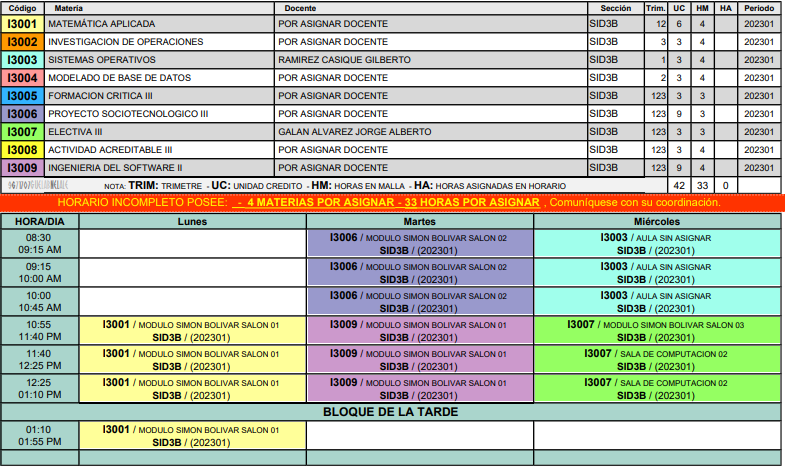 Código Materia Docente Sección Trim. UC HM HA Periodo
I3001 MATEMÁTICA APLICADA POR ASIGNAR DOCENTE SID3B 12 6 4 202301
I3002 INVESTIGACION DE OPERACIONES POR ASIGNAR DOCENTE SID3B 3 3 4 202301
I3003 SISTEMAS OPERATIVOS RAMIREZ CASIQUE GILBERTO SID3B 1 3 4 202301
I3004 MODELADO DE BASE DE DATOS POR ASIGNAR DOCENTE SID3B 2 3 4 202301
I3005 FORMACION CRITICA III POR ASIGNAR DOCENTE SID3B 123 3 3 202301
I3006 PROYECTO SOCIOTECNOLOGICO III POR ASIGNAR DOCENTE SID3B 123 9 3 202301
I3007 ELECTIVA III GALAN ALVAREZ JORGE ALBERTO SID3B 123 3 3 202301
I3008 ACTIVIDAD ACREDITABLE III POR ASIGNAR DOCENTE SID3B 123 3 4 202301
I3009 INGENIERIA DEL SOFTWARE II POR ASIGNAR DOCENTE SID3B 123 9 4 202301
NOTA: TRIM: TRIMETRE - UC: UNIDAD CREDITO - HM: HORAS EN MALLA - HA: HORAS ASIGNADAS EN HORARIO 42 33 0
HORARIO INCOMPLETO POSEE: - 4 MATERIAS POR ASIGNAR - 33 HORAS POR ASIGNAR , Comuníquese con su coordinación.
HORA/DIA Lunes Martes Miércoles
08:30 I3006 / MODULO SIMON BOLIVAR SALON 02 I3003 / AULA SIN ASIGNAR
09:15 AM SID3B / (202301) SID3B / (202301)
09:15 I3006 / MODULO SIMON BOLIVAR SALON 02 I3003 / AULA SIN ASIGNAR
10:00 AM SID3B / (202301) SID3B / (202301)
10:00 I3006 / MODULO SIMON BOLIVAR SALON 02 I3003 / AULA SIN ASIGNAR
10:45 AM SID3B / (202301) SID3B / (202301)
10:55 I3001 / MODULO SIMON BOLIVAR SALON 01 I3009 / MODULO SIMON BOLIVAR SALON 01 I3007 / MODULO SIMON BOLIVAR SALON 03
11:40 PM SID3B / (202301) SID3B / (202301) SID3B / (202301)
11:40 I3001 / MODULO SIMON BOLIVAR SALON 01 I3009 / MODULO SIMON BOLIVAR SALON 01 I3007 / SALA DE COMPUTACION 02
12:25 PM SID3B / (202301) SID3B / (202301) SID3B / (202301)
12:25 I3001 / MODULO SIMON BOLIVAR SALON 01 I3009 / MODULO SIMON BOLIVAR SALON 01 I3007 / SALA DE COMPUTACION 02
01:10 PM SID3B / (202301) SID3B / (202301) SID3B / (202301)
BLOQUE DE LA TARDE
01:10 I3001 / MODULO SIMON BOLIVAR SALON 01
01:55 PM SID3B / (202301)